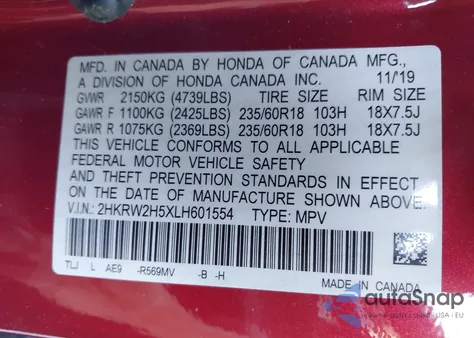 MFD. IN CANADA BY HONDA OF CANADA MFG.,
A DIVISION OF HONDA CANADA INC. 11/'19
GVWR 2150KG (4739LBS) TIRE SIZE RIM SIZE
GAWR F 1100KG (2425LBS) 235/60R18 103H 18X7.5J
GAWR R 1075KG (2369LBS) 235/60R18 103H 18X7.5J
THIS VEHICLE CONFORMS TO ALL APPLICABLE
FEDERAL MOTOR VEHICLE SAFETY, BUMPER,
AND THEFT PREVENTION STANDARDS IN EFFECT
ON THE DATE OF MANUFACTURE SHOWN ABOVE.
V.I.N.: 2HKRW2H5XLH601554 TYPE: MPV
TLJ L AE9 -R569MV -B -H
MADE IN CANADA
autoSnap